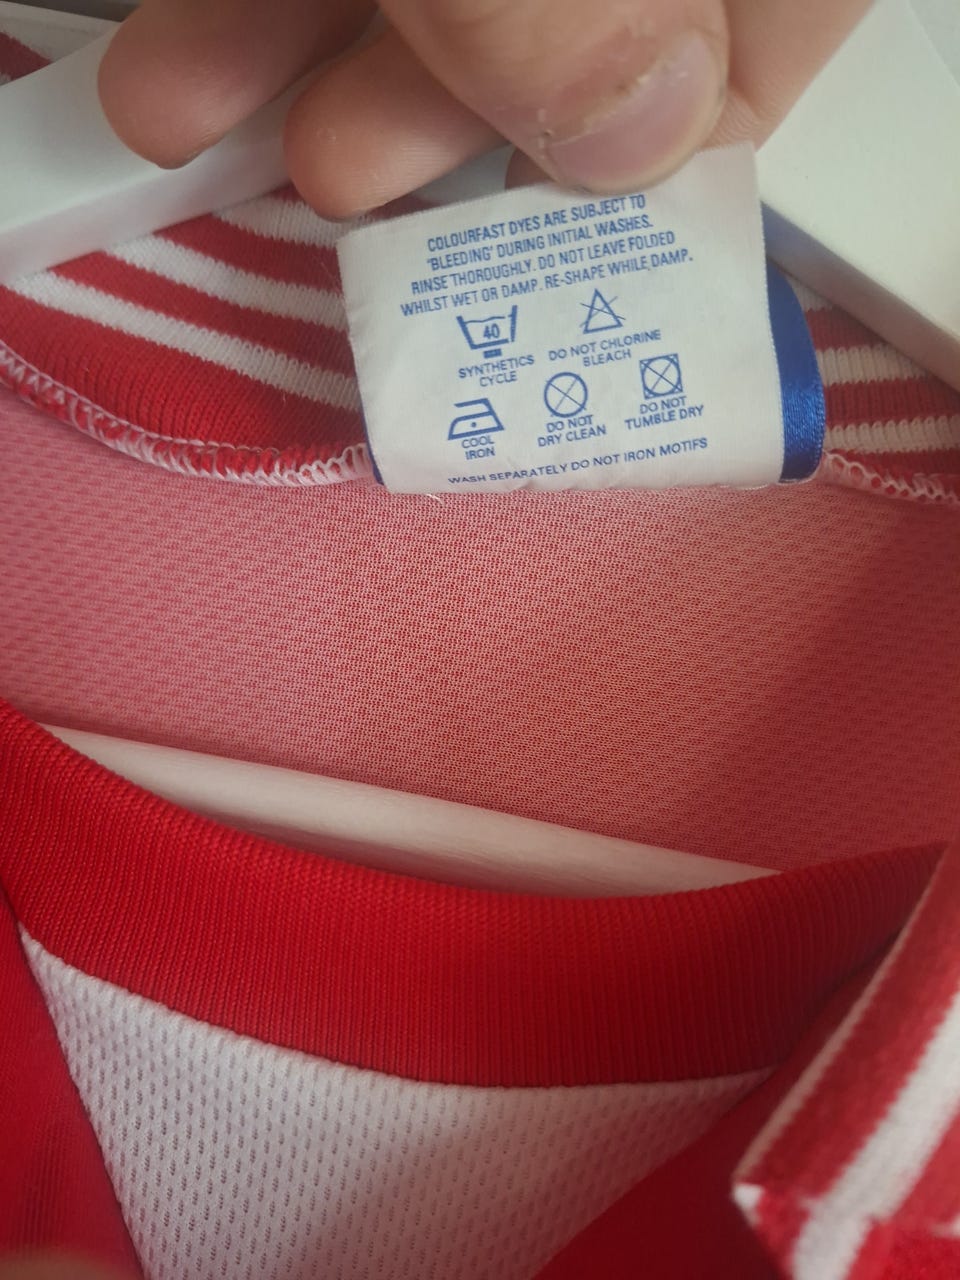 COLOURFAST DYES ARE SUBJECT TO
'BLEEDING' DURING INITIAL WASHES.
RINSE THOROUGHLY. DO NOT LEAVE FOLDED
WHILST WET OR DAMP. RE-SHAPE WHILE DAMP.
40
SYNTHETICS
CYCLE
DO NOT CHLORINE
BLEACH
COOL
IRON
DO NOT
DRY CLEAN
DO NOT
TUMBLE DRY
WASH SEPARATELY DO NOT IRON MOTIFS